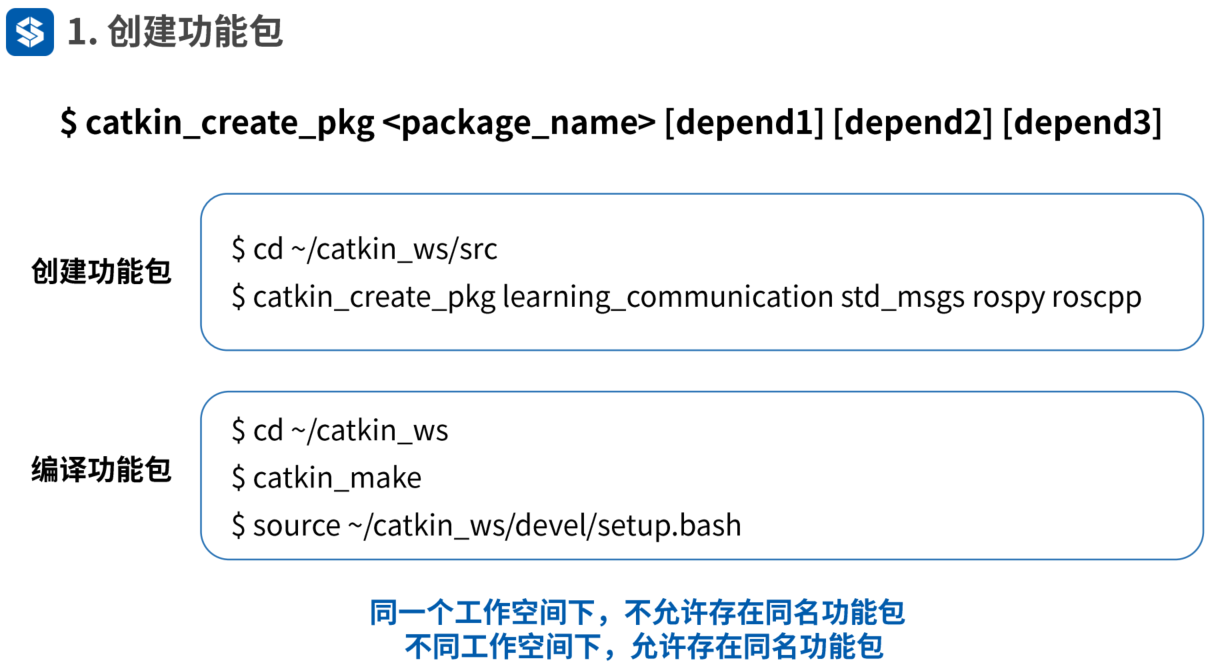 1. 创建功能包
$ catkin_create_pkg <package_name> [depend1] [depend2] [depend3]
创建功能包
$ cd ~/catkin_ws/src
$ catkin_create_pkg learning_communication std_msgs rospy roscpp
编译功能包
$ cd ~/catkin_ws
$ catkin_make
$ source ~/catkin_ws/devel/setup.bash
同一个工作空间下，不允许存在同名功能包
不同工作空间下，允许存在同名功能包